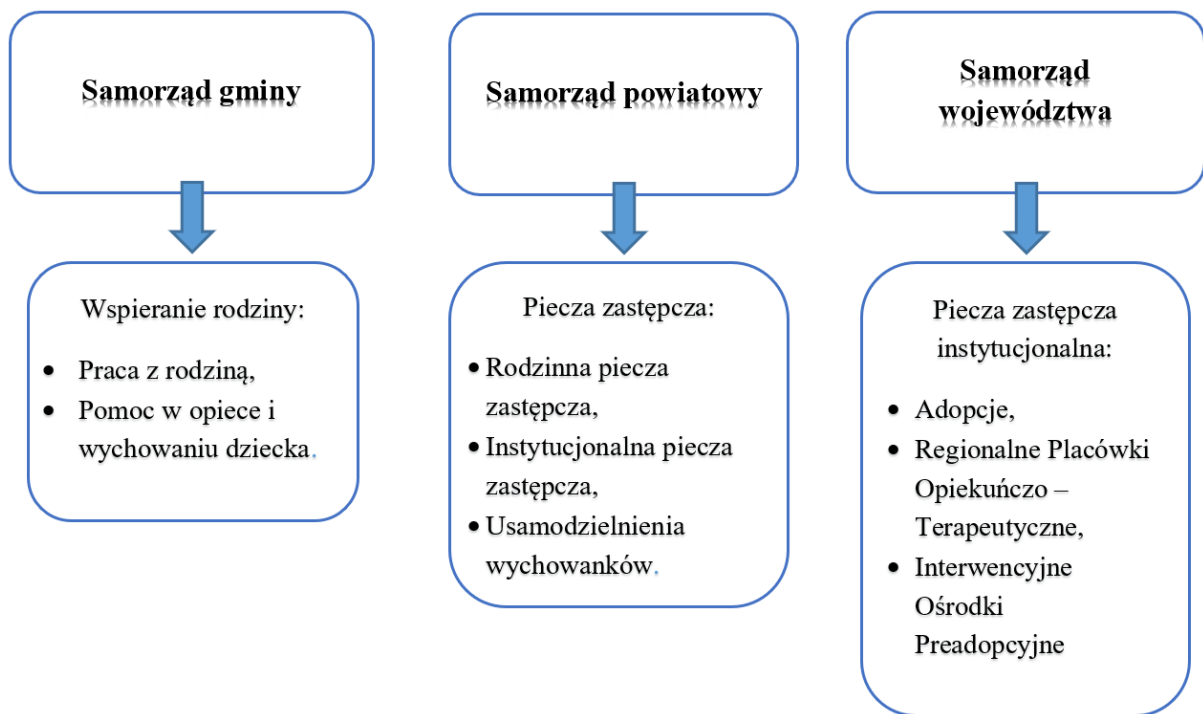 Samorząd gminy
Wspieranie rodziny:
• Praca z rodziną,
• Pomoc w opiece i
wychowaniu dziecka.
Samorząd powiatowy
Piecza zastępcza:
• Rodzinna piecza
zastępcza,
• Instytucjonalna piecza
zastępcza,
• Usamodzielnienia
wychowanków.
Samorząd
województwa
Piecza zastępcza
instytucjonalna:
• Adopcje,
• Regionalne Placówki
Opiekuńczo –
Terapeutyczne,
• Interwencyjne
Ośrodki
Preadopcyjne